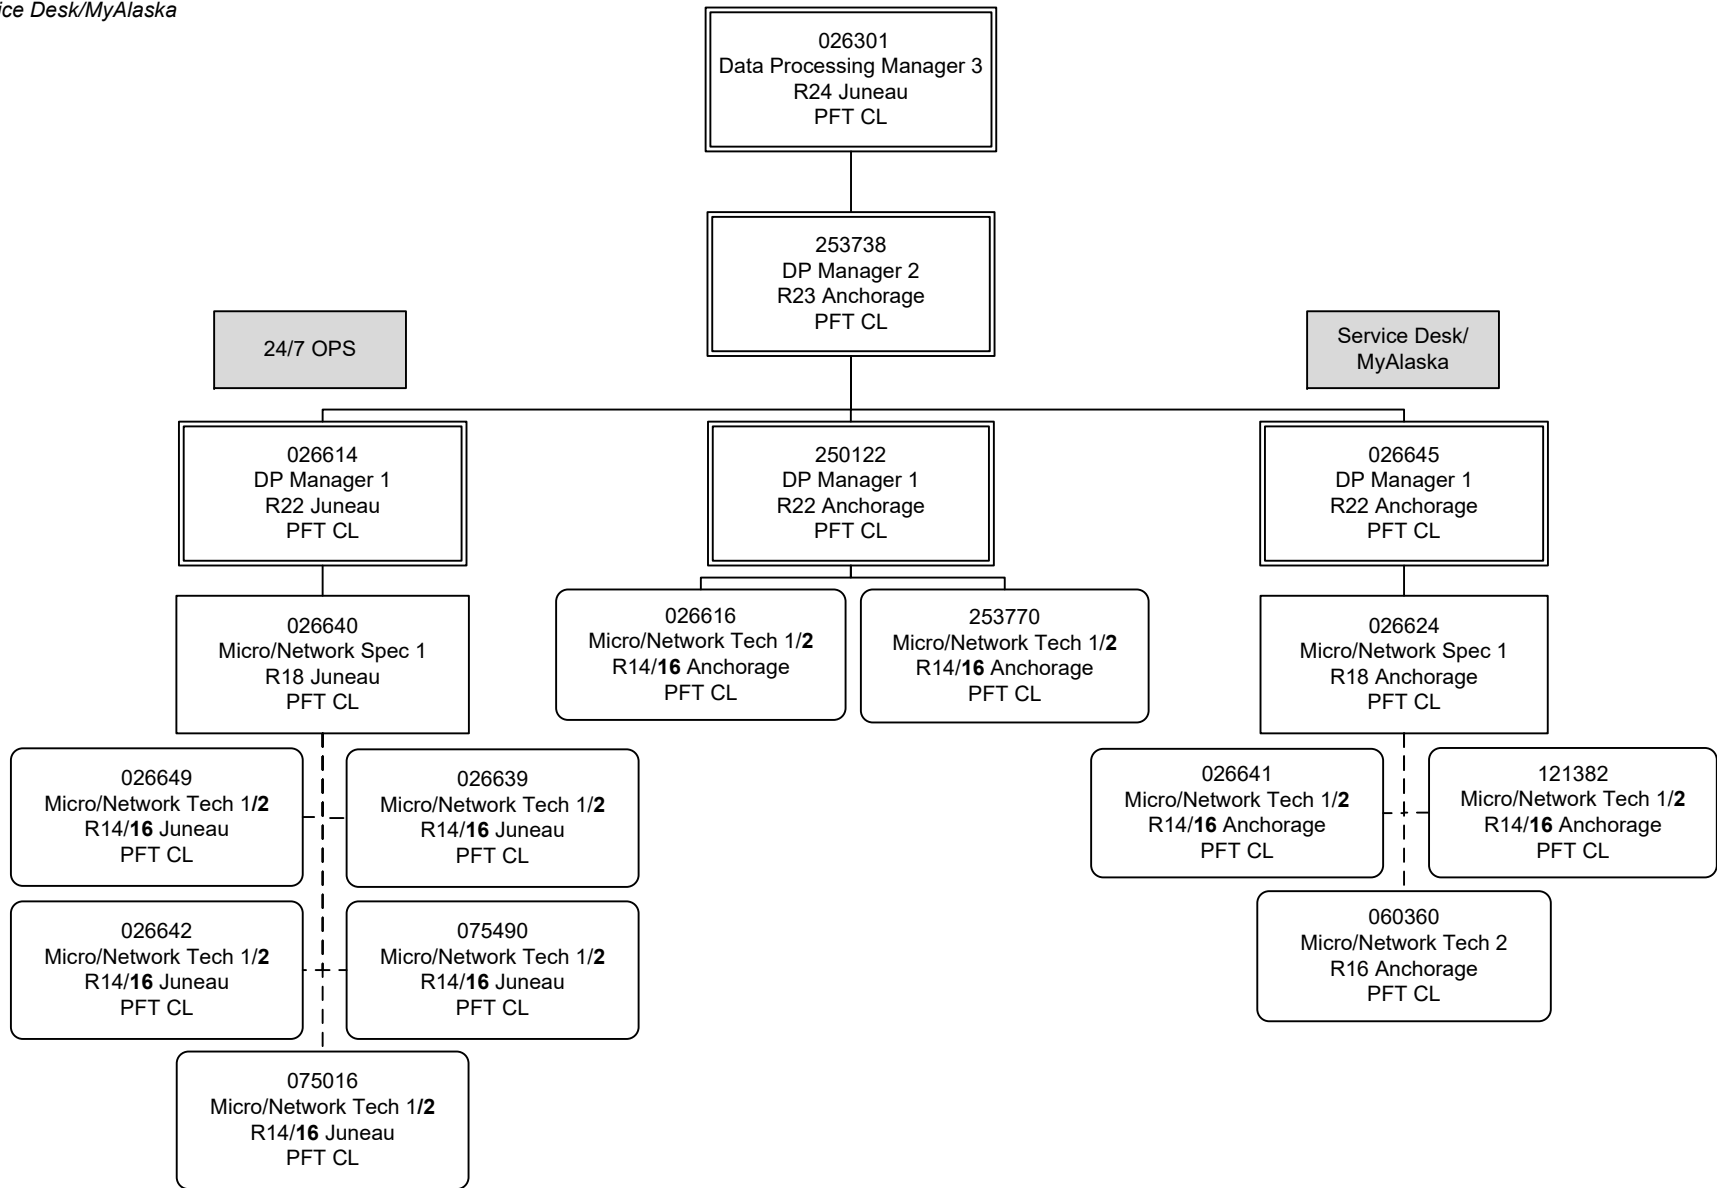 ice Desk/MyAlaska
026301
Data Processing Manager 3
R24 Juneau
PFT CL
253738
DP Manager 2
R23 Anchorage
PFT CL
24/7 OPS
Service Desk/
MyAlaska
026614
DP Manager 1
R22 Juneau
PFT CL
250122
DP Manager 1
R22 Anchorage
PFT CL
026645
DP Manager 1
R22 Anchorage
PFT CL
026640
Micro/Network Spec 1
R18 Juneau
PFT CL
026616
Micro/Network Tech 1/2
R14/16 Anchorage
PFT CL
253770
Micro/Network Tech 1/2
R14/16 Anchorage
PFT CL
026624
Micro/Network Spec 1
R18 Anchorage
PFT CL
026649
Micro/Network Tech 1/2
R14/16 Juneau
PFT CL
026639
Micro/Network Tech 1/2
R14/16 Juneau
PFT CL
026641
Micro/Network Tech 1/2
R14/16 Anchorage
PFT CL
121382
Micro/Network Tech 1/2
R14/16 Anchorage
PFT CL
026642
Micro/Network Tech 1/2
R14/16 Juneau
PFT CL
075490
Micro/Network Tech 1/2
R14/16 Juneau
PFT CL
060360
Micro/Network Tech 2
R16 Anchorage
PFT CL
075016
Micro/Network Tech 1/2
R14/16 Juneau
PFT CL